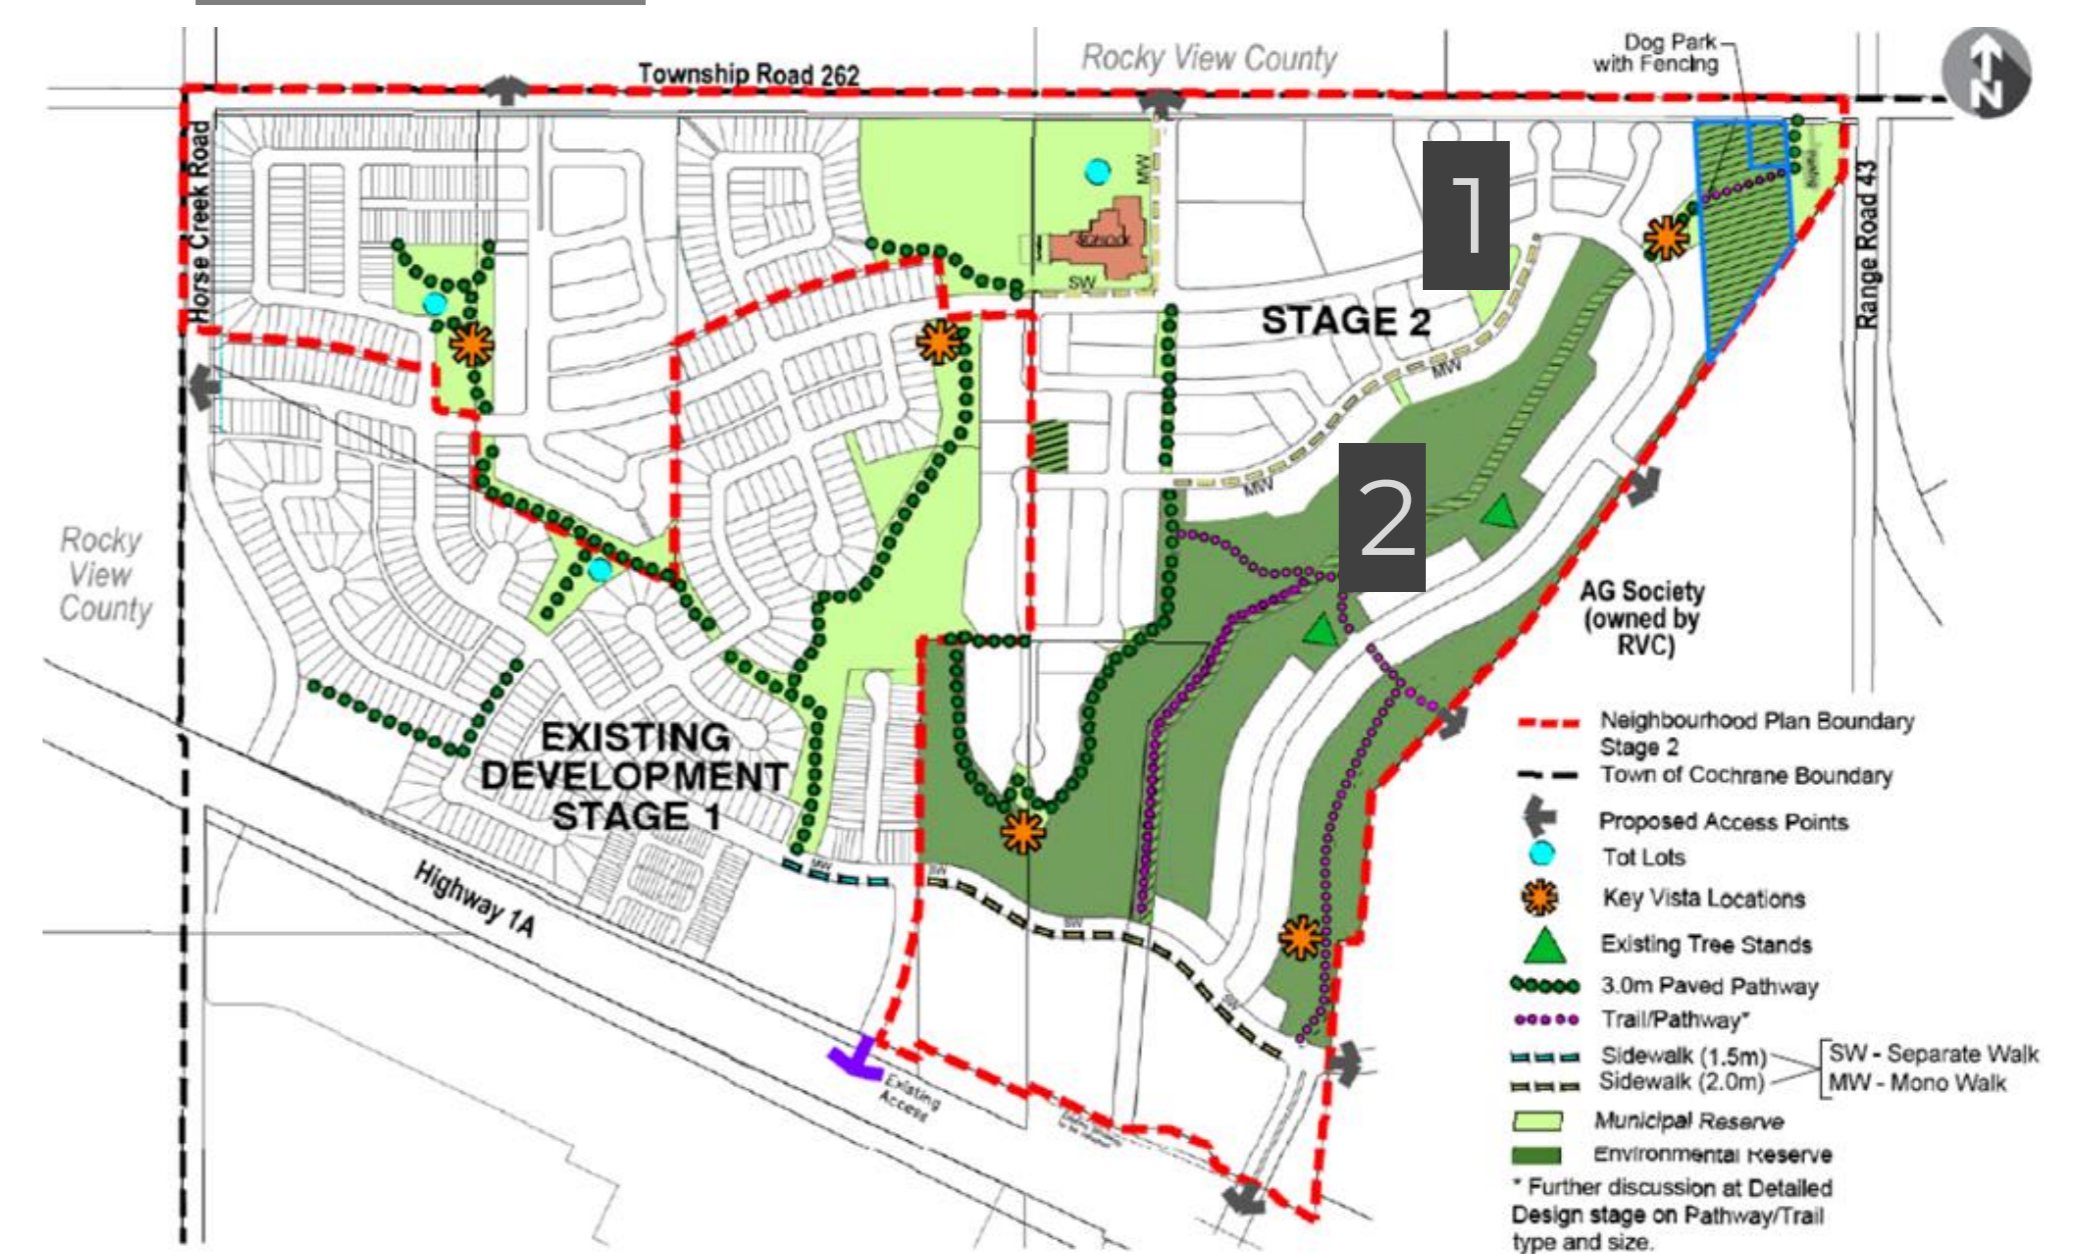 Rocky View County
Dog Park
with Fencing
Township Road 262
N
Horse Creek Road
MW
SCHOOL
SW
1
Range Road 43
STAGE 2
MW
MW
2
Rocky
View
County
AG Society
(owned by
RVC)
EXISTING
DEVELOPMENT
STAGE 1
MW
SW
SW
SW
Highway 1A
Existing
Access
Neighbourhood Plan Boundary
Stage 2
Town of Cochrane Boundary
Proposed Access Points
Tot Lots
Key Vista Locations
Existing Tree Stands
3.0m Paved Pathway
Trail/Pathway*
Sidewalk (1.5m)
Sidewalk (2.0m)
SW - Separate Walk
MW - Mono Walk
Municipal Reserve
Environmental Reserve
* Further discussion at Detailed
Design stage on Pathway/Trail
type and size.